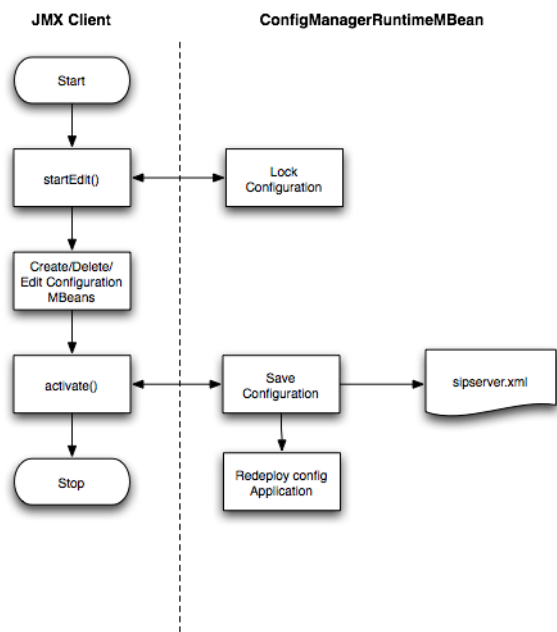 JMX Client
ConfigManagerRuntimeMBean
Start
startEdit()
Lock
Configuration
Create/Delete/
Edit Configuration
MBeans
activate()
Save
Configuration
sipserver.xml
Stop
Redeploy config
Application